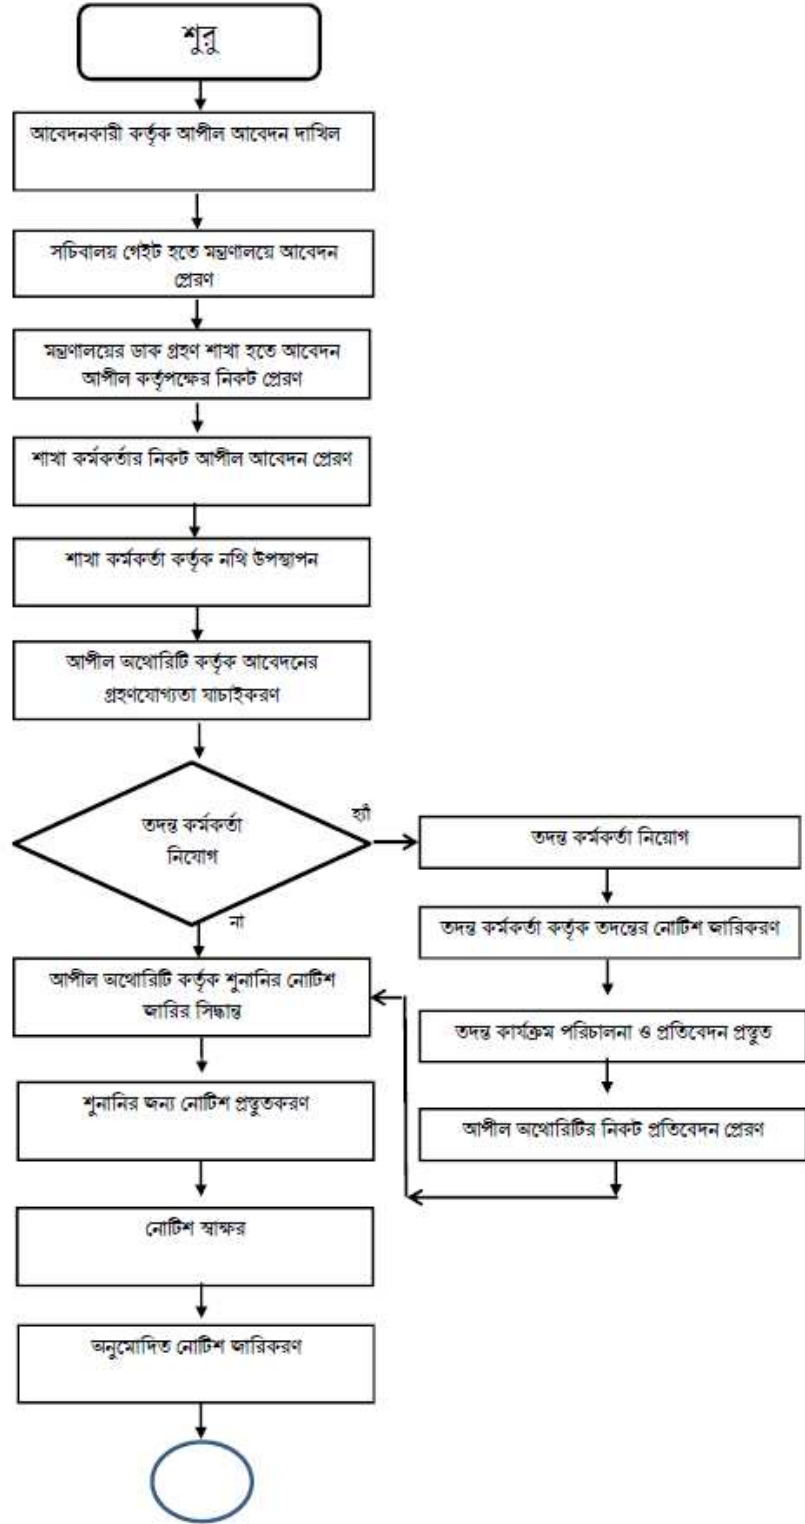 শুরু
আবেদনকারী কর্তৃক আপীল আবেদন দাখিল
সচিবালয় গেইট হতে মন্ত্রণালয়ে আবেদন
প্রেরণ
মন্ত্রণালয়ের ডাক গ্রহণ শাখা হতে আবেদন
আপীল কর্তৃপক্ষের নিকট প্রেরণ
শাখা কর্মকর্তার নিকট আপীল আবেদন প্রেরণ
শাখা কর্মকর্তা কর্তৃক নথি উপস্থাপন
আপীল অথোরিটি কর্তৃক আবেদনের
গ্রহণযোগ্যতা যাচাইকরণ
তদন্ত কর্মকর্তা
নিযোগ
হ্যাঁ
না
তদন্ত কর্মকর্তা নিয়োগ
তদন্ত কর্মকর্তা কর্তৃক তদন্তের নোটিশ জারিকরণ
তদন্ত কার্যক্রম পরিচালনা ও প্রতিবেদন প্রস্তুত
আপীল অথোরিটির নিকট প্রতিবেদন প্রেরণ
আপীল অথোরিটি কর্তৃক শুনানির নোটিশ
জারির সিদ্ধান্ত
শুনানির জন্য নোটিশ প্রস্তুতকরণ
নোটিশ স্বাক্ষর
অনুমোদিত নোটিশ জারিকরণ